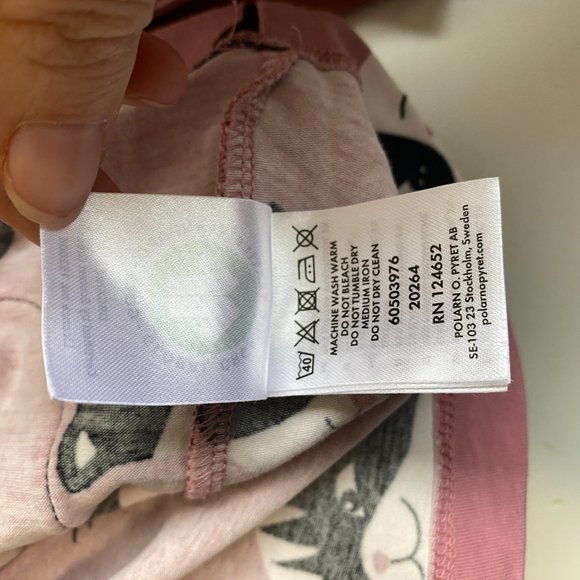 40
MACHINE WASH WARM
DO NOT BLEACH
DO NOT TUMBLE DRY
MEDIUM IRON
DO NOT DRY CLEAN
60503976
20264
RN 124652
POLARN O. PYRET AB
SE-103 23 Stockholm, Sweden
polarnopyret.com